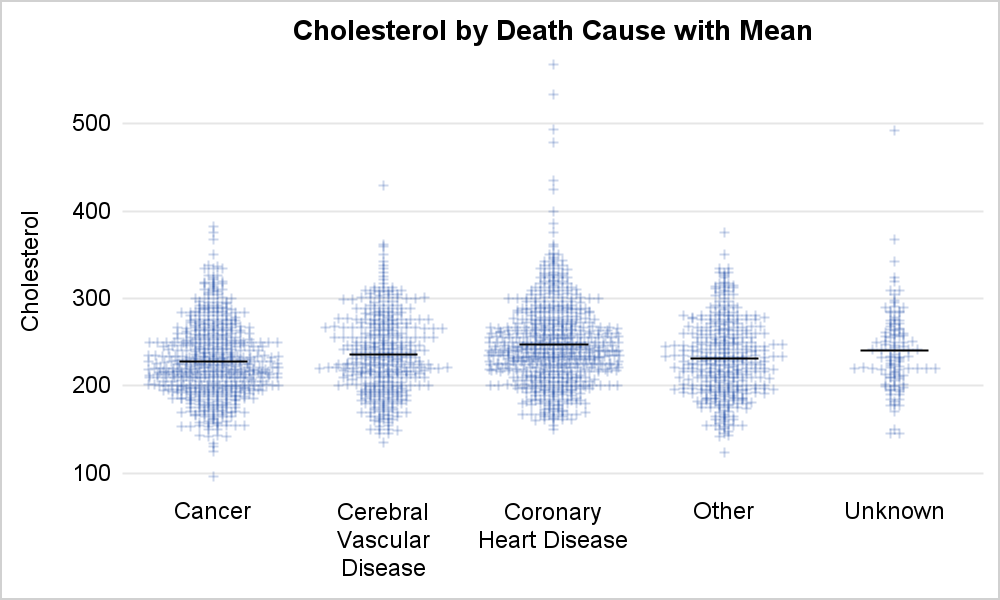 Cholesterol by Death Cause with Mean
Cholesterol
500
400
300
200
100
Cancer
Cerebral
Vascular
Disease
Coronary
Heart Disease
Other
Unknown